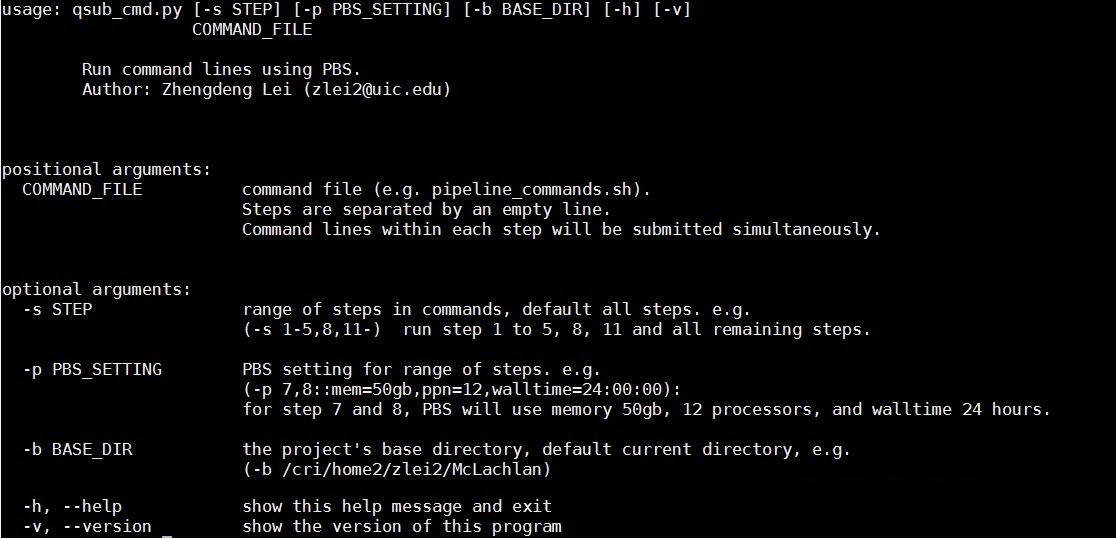 usage: qsub_cmd.py [-s STEP] [-p PBS_SETTING] [-b BASE_DIR] [-h] [-v]
COMMAND_FILE
Run command lines using PBS.
Author: Zhengdeng Lei (zlei2@uic.edu)
positional arguments:
COMMAND_FILE          command file (e.g. pipeline_commands.sh).
Steps are separated by an empty line.
Command lines within each step will be submitted simultaneously.
optional arguments:
-s STEP               range of steps in commands, default all steps. e.g.
(-s 1-5,8,11-)  run step 1 to 5, 8, 11 and all remaining steps.
-p PBS_SETTING        PBS setting for range of steps. e.g.
(-p 7,8::mem=50gb,ppn=12,walltime=24:00:00):
for step 7 and 8, PBS will use memory 50gb, 12 processors, and walltime 24 hours.
-b BASE_DIR           the project's base directory, default current directory, e.g.
(-b /cri/home2/zlei2/McLachlan)
-h, --help            show this help message and exit
-v, --version         show the version of this program